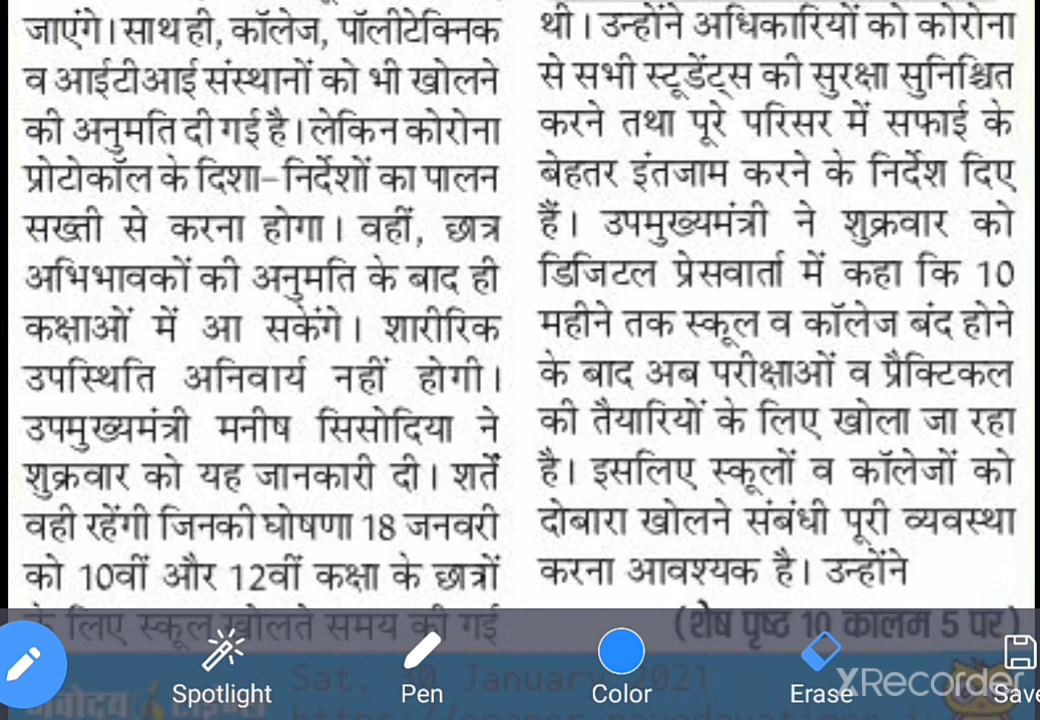 जाएंगे। साथ ही, कॉलेज, पॉलीटेक्निक
व आईटीआई संस्थानों को भी खोलने
की अनुमति दी गई है। लेकिन कोरोना
प्रोटोकॉल के दिशा-निर्देशों का पालन
सख्ती से करना होगा। वहीं, छात्र
अभिभावकों की अनुमति के बाद ही
कक्षाओं में आ सकेंगे। शारीरिक
उपस्थिति अनिवार्य नहीं होगी।
उपमुख्यमंत्री मनीष सिसोदिया ने
शुक्रवार को यह जानकारी दी। शर्तें
वही रहेंगी जिनकी घोषणा 18 जनवरी
को 10वीं और 12वीं कक्षा के छात्रों
के लिए स्कूल खोलते समय की गई
थी। उन्होंने अधिकारियों को कोरोना
से सभी स्टूडेंट्स की सुरक्षा सुनिश्चित
करने तथा पूरे परिसर में सफाई के
बेहतर इंतजाम करने के निर्देश दिए
हैं। उपमुख्यमंत्री ने शुक्रवार को
डिजिटल प्रेसवार्ता में कहा कि 10
महीने तक स्कूल व कॉलेज बंद होने
के बाद अब परीक्षाओं व प्रैक्टिकल
की तैयारियों के लिए खोला जा रहा
है। इसलिए स्कूलों व कॉलेजों को
दोबारा खोलने संबंधी पूरी व्यवस्था
करना आवश्यक है। उन्होंने
(शेष पृष्ठ 10 कालम 5 पर)
Spotlight Pen Color Erase Save
XRecorder
Sat, 30 January 2021